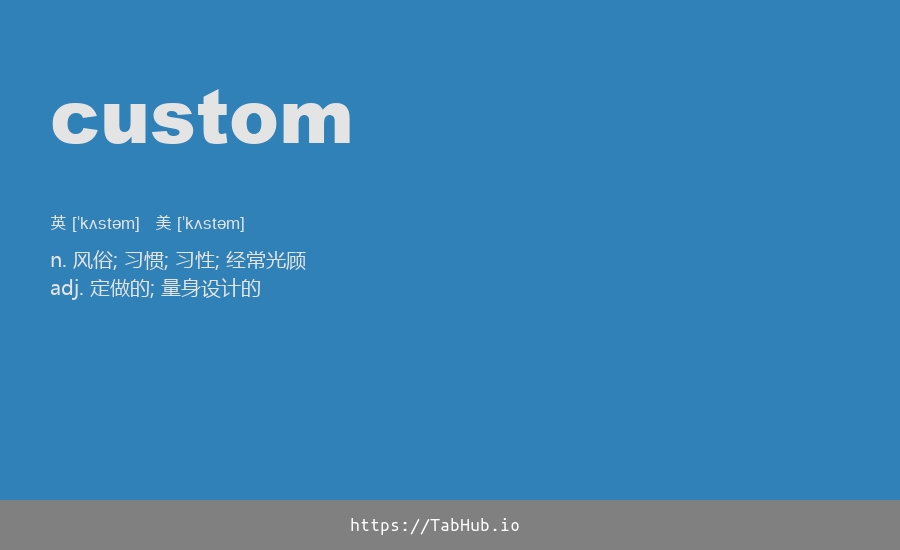 custom
英 [ˈkʌstəm] 美 [ˈkʌstəm]
n. 风俗; 习惯; 习性; 经常光顾
adj. 定做的; 量身设计的
https://TabHub.io